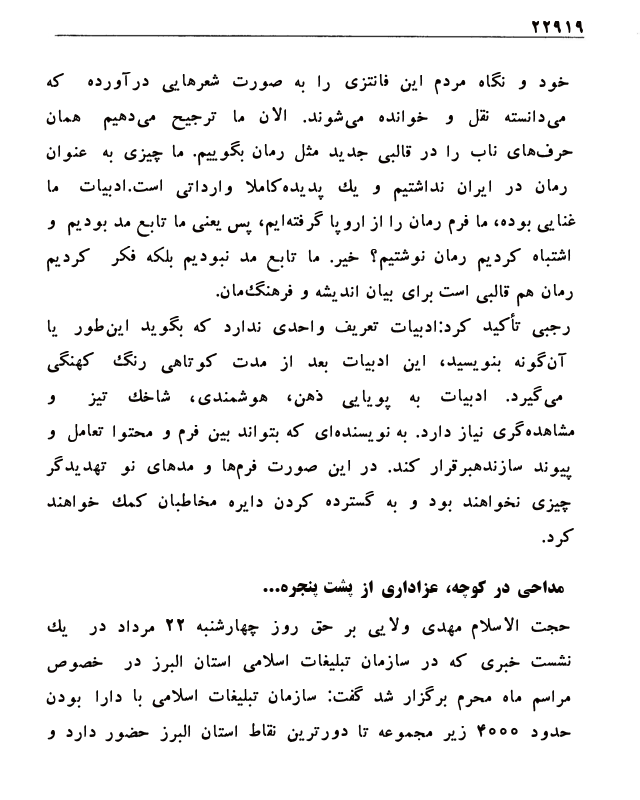 ۲۲۹۱۹
خود و نگاه مردم این فانتزی را به صورت شعرهایی درآورده که
می‌دانسته نقل و خوانده می‌شوند. الان ما ترجیح می‌دهیم همان
حرف‌های ناب را در قالبی جدید مثل رمان بگوییم. ما چیزی به عنوان
رمان در ایران نداشتیم و یك پدیده‌کاملا وارداتی است.ادبیات ما
غنایی بوده، ما فرم رمان را از اروپا گرفته‌ایم، پس یعنی ما تابع مد بودیم و
اشتباه کردیم رمان نوشتیم؟ خیر. ما تابع مد نبودیم بلکه فکر کردیم
رمان هم قالبی است برای بیان اندیشه و فرهنگ‌مان.
رجبی تأکید کرد:ادبیات تعریف واحدی ندارد که بگوید این‌طور یا
آن‌گونه بنویسید، این ادبیات بعد از مدت کوتاهی رنگ کهنگی
می‌گیرد. ادبیات به پویایی ذهن، هوشمندی، شاخك تیز و
مشاهده‌گری نیاز دارد. به نویسنده‌ای که بتواند بین فرم و محتوا تعامل و
پیوند سازندهبرقرار کند. در این صورت فرم‌ها و مدهای نو تهدیدگر
چیزی نخواهند بود و به گسترده کردن دایره مخاطبان کمك خواهند
کرد.
مداحی در کوچه، عزاداری از پشت پنجره...
حجت الاسلام مهدی ولایی بر حق روز چهارشنبه ۲۲ مرداد در یك
نشست خبری که در سازمان تبلیغات اسلامی استان البرز در خصوص
مراسم ماه محرم برگزار شد گفت: سازمان تبلیغات اسلامی با دارا بودن
حدود ۴۰۰۰ زیر مجموعه تا دورترین نقاط استان البرز حضور دارد و